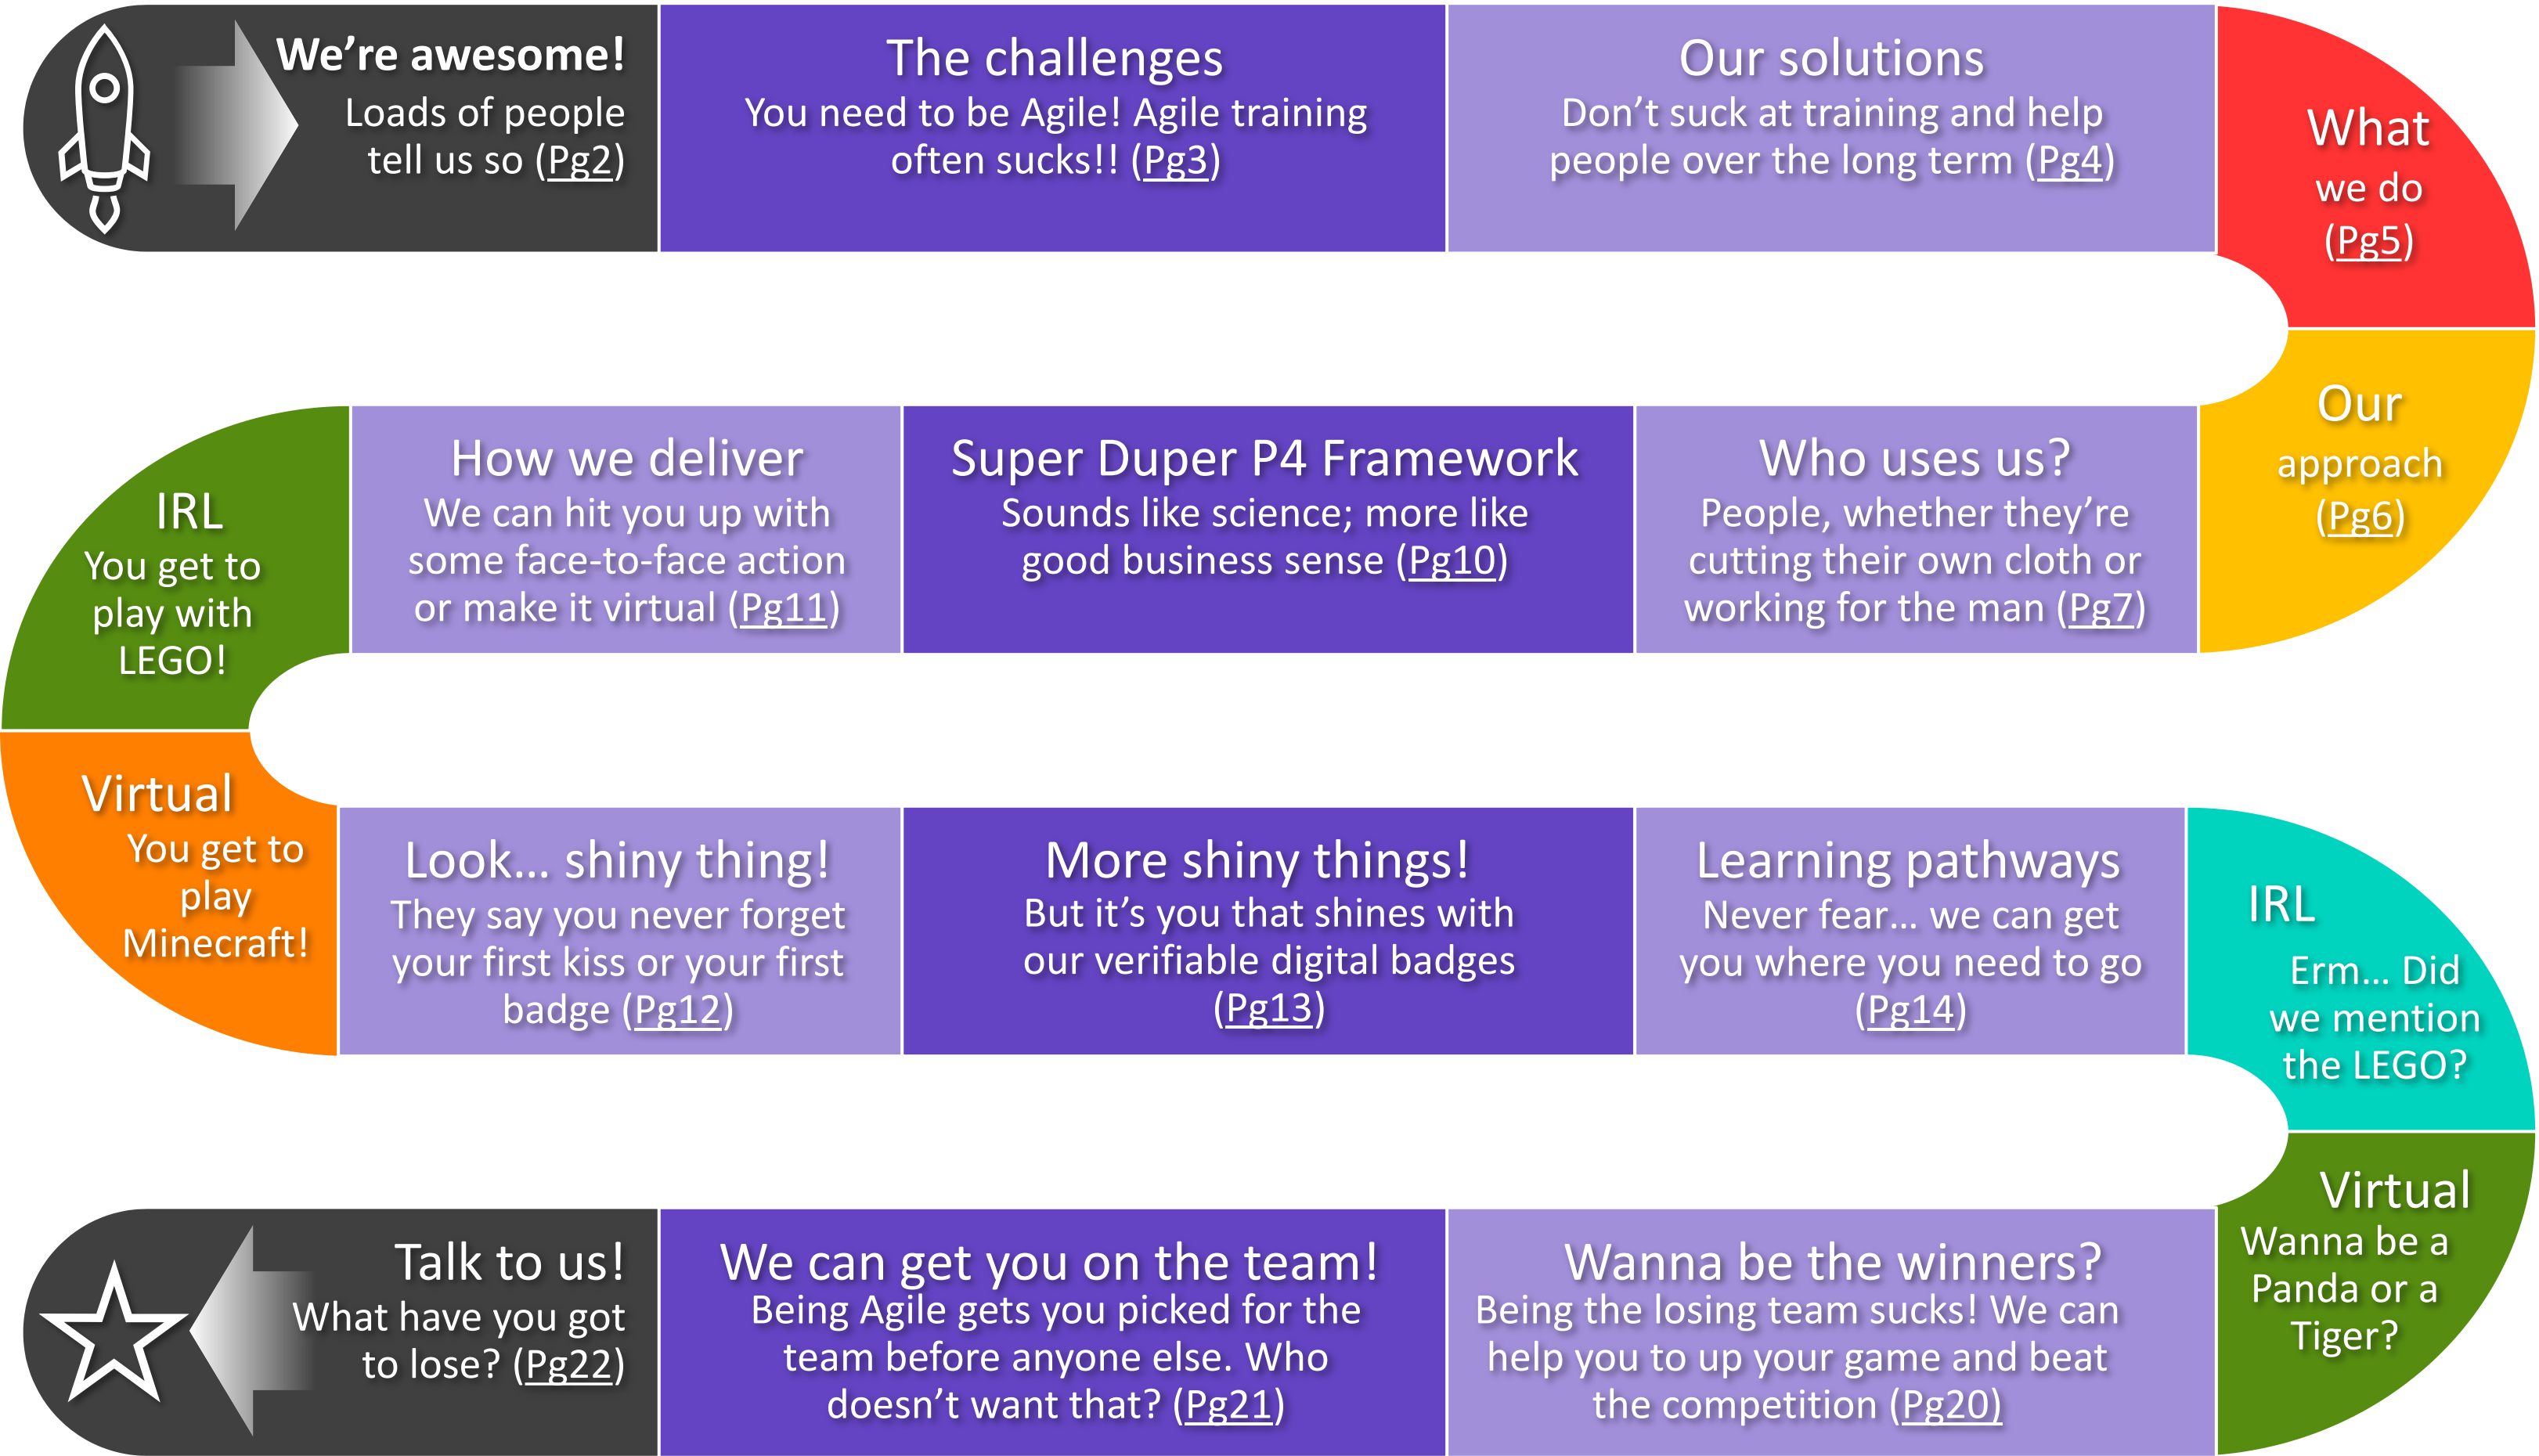 We’re awesome!
Loads of people
tell us so (Pg2)
The challenges
You need to be Agile! Agile training
often sucks!! (Pg3)
Our solutions
Don’t suck at training and help
people over the long term (Pg4)
What
we do
(Pg5)
Our
approach
(Pg6)
Who uses us?
People, whether they’re
cutting their own cloth or
working for the man (Pg7)
Super Duper P4 Framework
Sounds like science; more like
good business sense (Pg10)
How we deliver
We can hit you up with
some face-to-face action
or make it virtual (Pg11)
IRL
You get to
play with
LEGO!
Virtual
You get to
play
Minecraft!
Look... shiny thing!
They say you never forget
your first kiss or your first
badge (Pg12)
More shiny things!
But it’s you that shines with
our verifiable digital badges
(Pg13)
Learning pathways
Never fear... we can get
you where you need to go
(Pg14)
IRL
Erm... Did
we mention
the LEGO?
Virtual
Wanna be a
Panda or a
Tiger?
Wanna be the winners?
Being the losing team sucks! We can
help you to up your game and beat
the competition (Pg20)
We can get you on the team!
Being Agile gets you picked for the
team before anyone else. Who
doesn’t want that? (Pg21)
Talk to us!
What have you got
to lose? (Pg22)